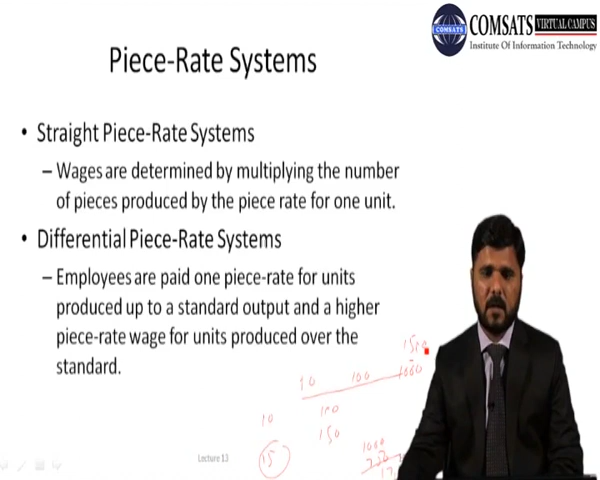 COMSATS VIRTUAL CAMPUS
COMSATS
Institute Of Information Technology
Piece-Rate Systems
• Straight Piece-Rate Systems
– Wages are determined by multiplying the number
of pieces produced by the piece rate for one unit.
• Differential Piece-Rate Systems
– Employees are paid one piece-rate for units
produced up to a standard output and a higher
piece-rate wage for units produced over the
standard.
10 100 1000
10 100
150
15
1000
Lecture 13